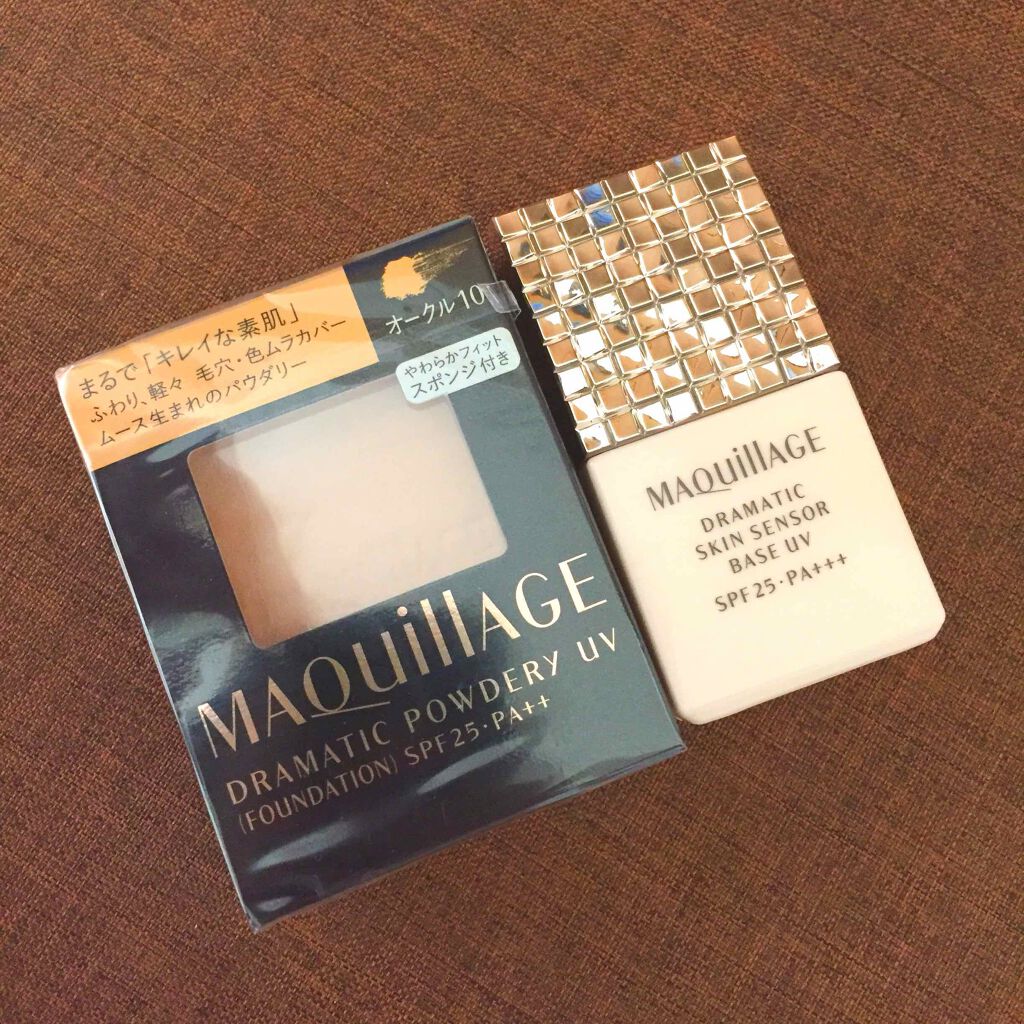 まるで「キレイな素肌」
ふわり、軽々 毛穴・色ムラカバー
ムース生まれのパウダリー
オークル10
やわらかフィット
スポンジ付き
MAQuillAGE
DRAMATIC POWDERY UV
(FOUNDATION) SPF25・PA++
MAQuillAGE
DRAMATIC
SKIN SENSOR
BASE UV
SPF25・PA+++